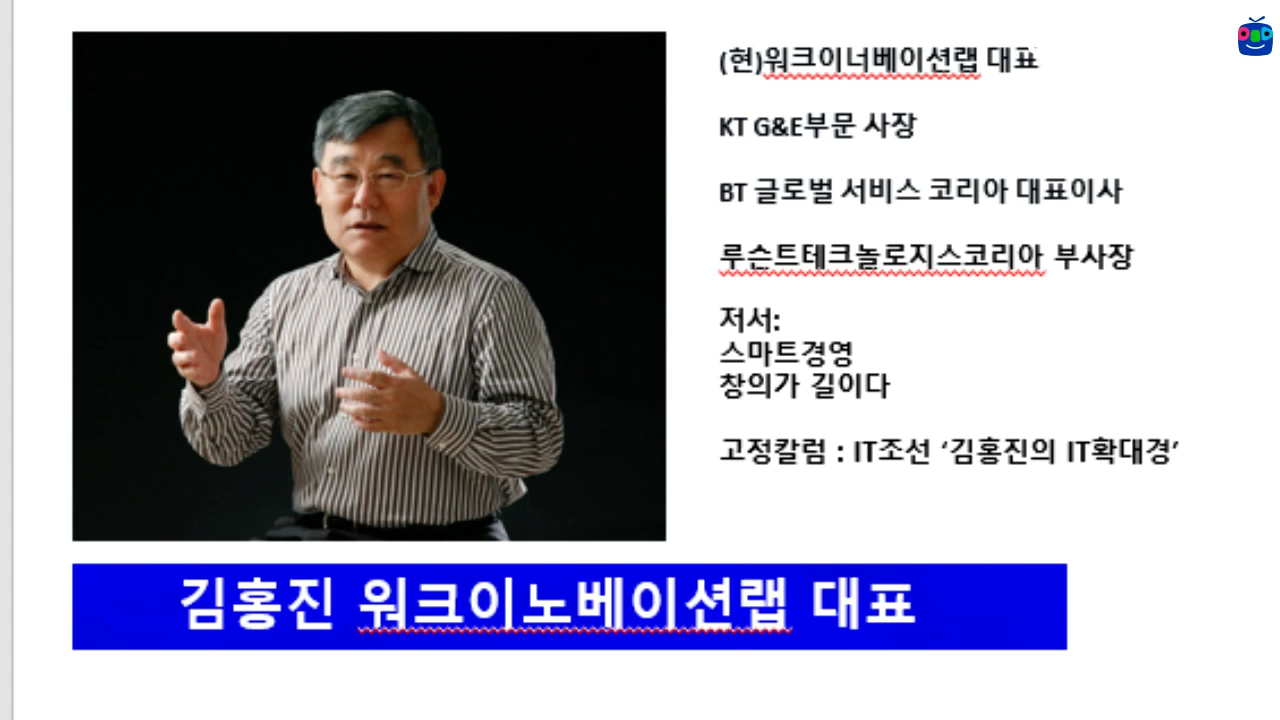 (현)워크이너베이션랩 대표
KT G&E부문 사장
BT 글로벌 서비스 코리아 대표이사
루슨트테크놀로지스코리아 부사장
저서:
스마트경영
창의가 길이다
고정칼럼 : IT조선 ‘김홍진의 IT확대경’
김홍진 워크이노베이션랩 대표